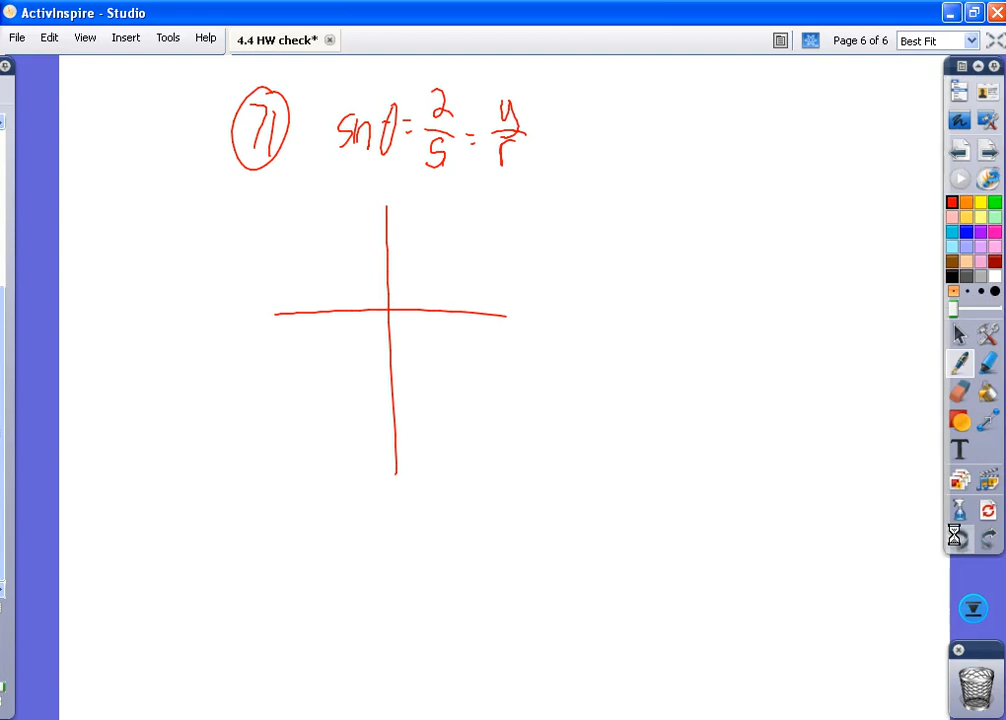 ActivInspire - Studio
File Edit View Insert Tools Help 4.4 HW check* Page 6 of 6 Best Fit
77 sin θ = 2/5 = y/r
T